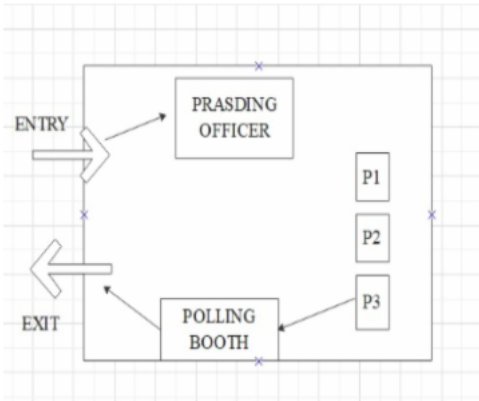 PRASDING
OFFICER
ENTRY
P1
P2
P3
EXIT
POLLING
BOOTH